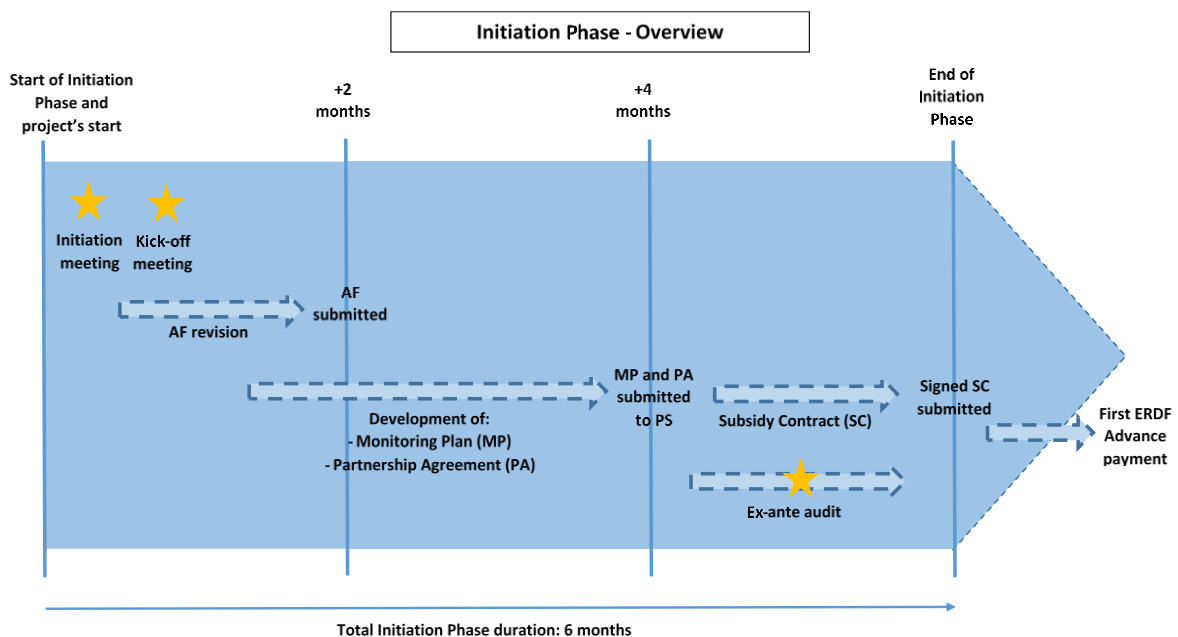 Initiation Phase - Overview
Start of Initiation
Phase and
project's start
+2
months
+4
months
End of
Initiation
Phase
Initiation
meeting
Kick-off
meeting
AF
submitted
AF revision
MP and PA
submitted
to PS
Development of:
- Monitoring Plan (MP)
- Partnership Agreement (PA)
Subsidy Contract (SC)
Signed SC
submitted
First ERDF
Advance
payment
Ex-ante audit
Total Initiation Phase duration: 6 months